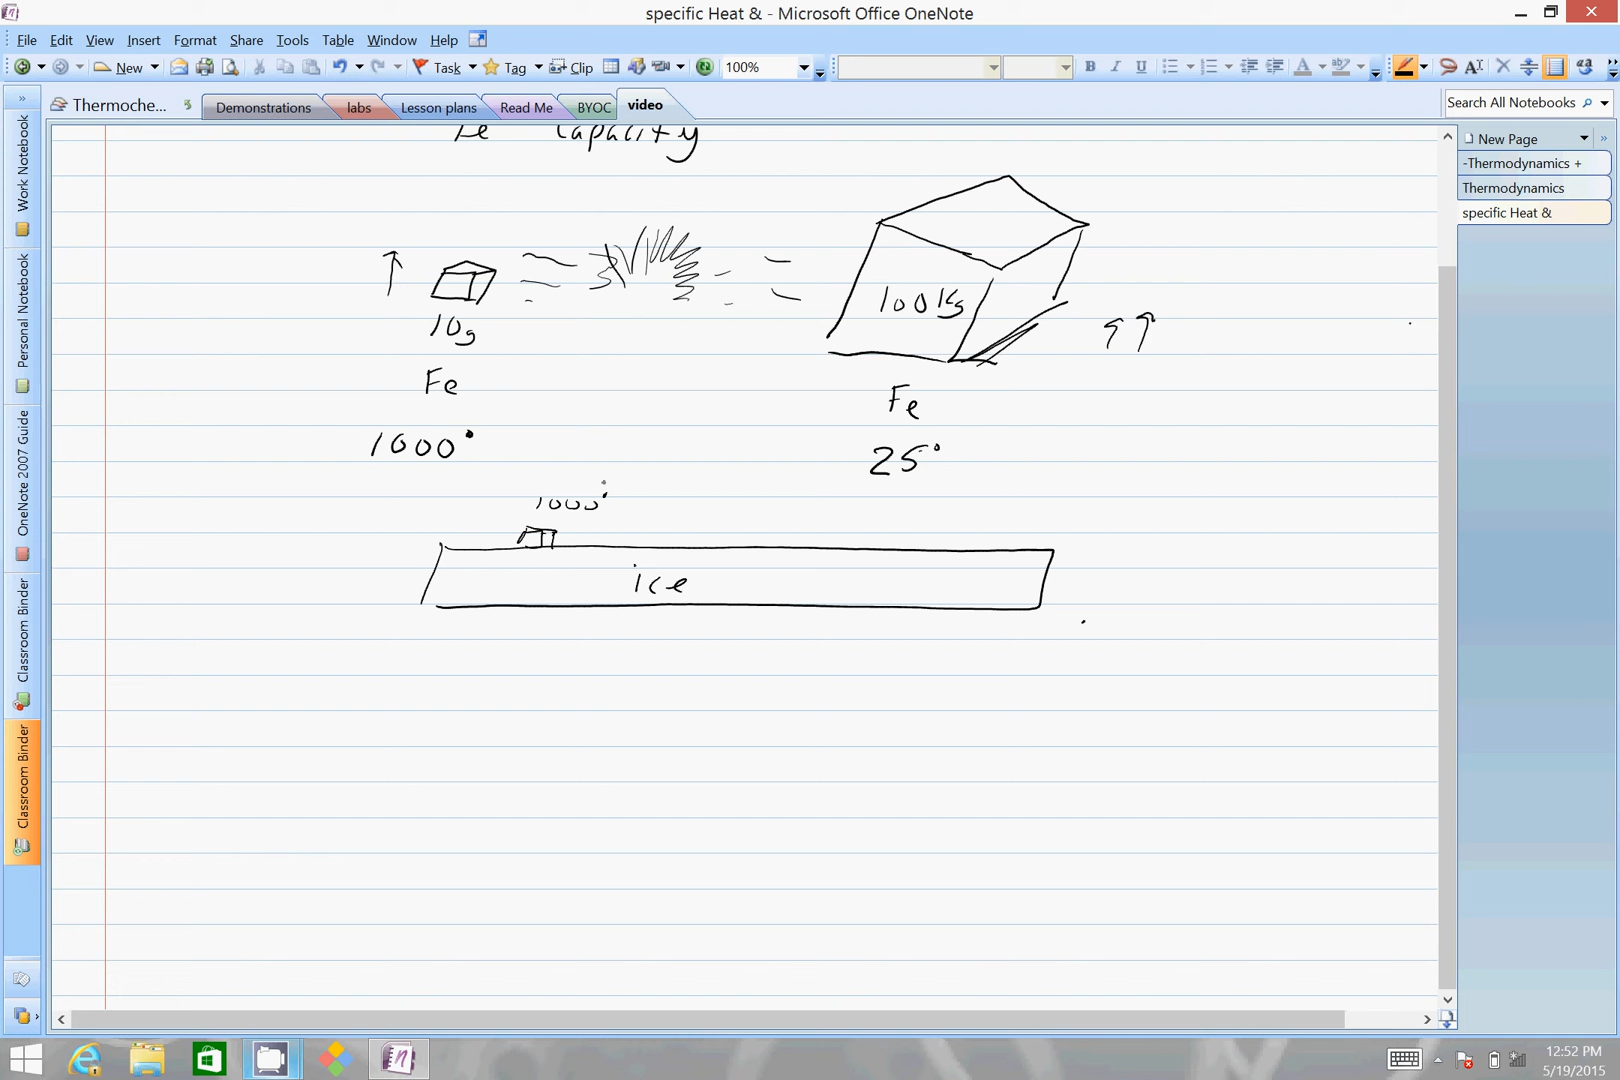 specific Heat & - Microsoft Office OneNote
File Edit View Insert Format Share Tools Table Window Help
New Task Tag Clip 100%
Thermoche... Demonstrations labs Lesson plans Read Me BYOC video Search All Notebooks
New Page
-Thermodynamics +
Thermodynamics
specific Heat &
Work Notebook
Personal Notebook
OneNote 2007 Guide
Classroom Binder
Classroom Binder
Fe Capacity
100Kg
10g
Fe
Fe
1000°
25°
1000°
ice
12:52 PM
5/19/2015